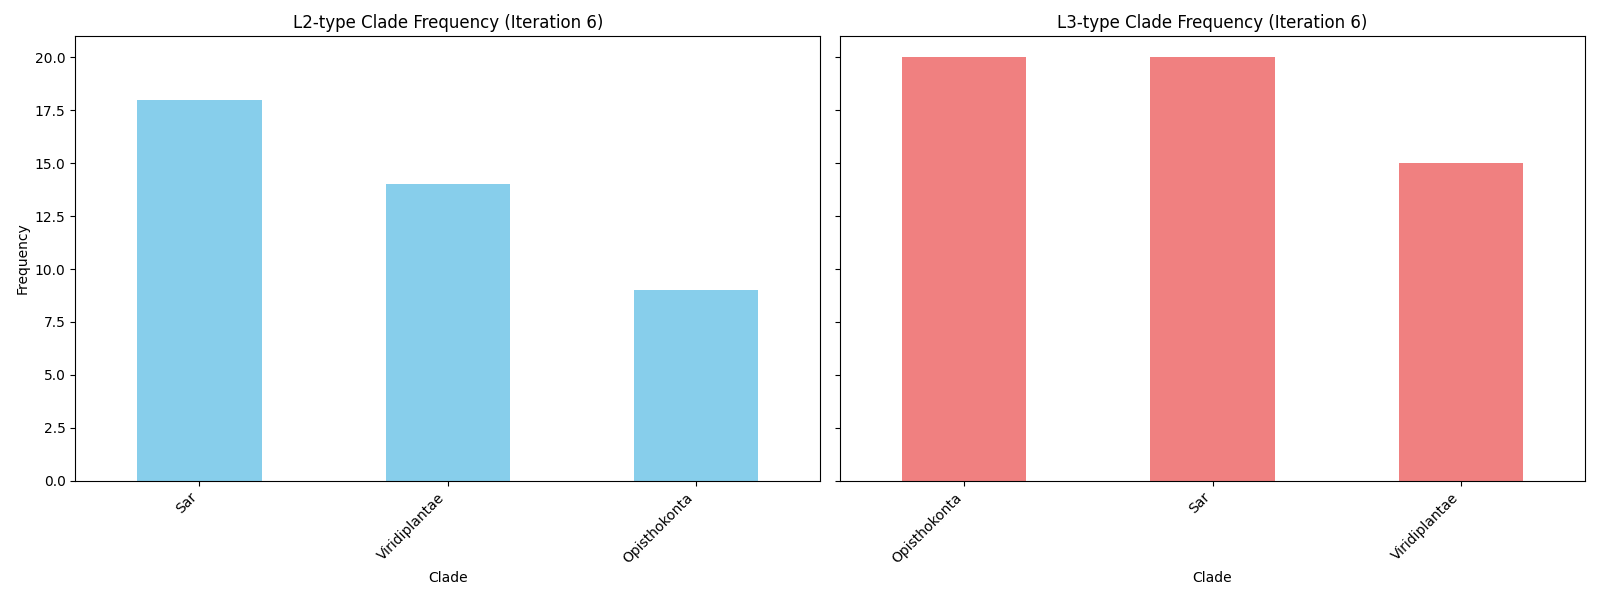 L2-type Clade Frequency (Iteration 6)
L3-type Clade Frequency (Iteration 6)
20.0
17.5
15.0
12.5
10.0
7.5
5.0
2.5
0.0
Frequency
Sar
Viridiplantae
Opisthokonta
Clade
Opisthokonta
Sar
Viridiplantae
Clade